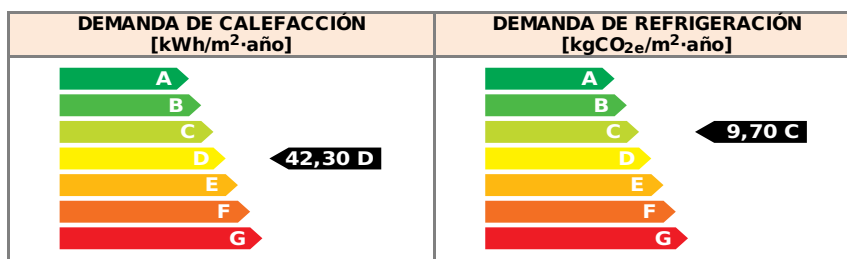 DEMANDA DE CALEFACCIÓN
[kWh/m²·año]
DEMANDA DE REFRIGERACIÓN
[kgCO₂e/m²·año]
A
B
C
D
42,30 D
E
F
G
A
B
C
9,70 C
D
E
F
G